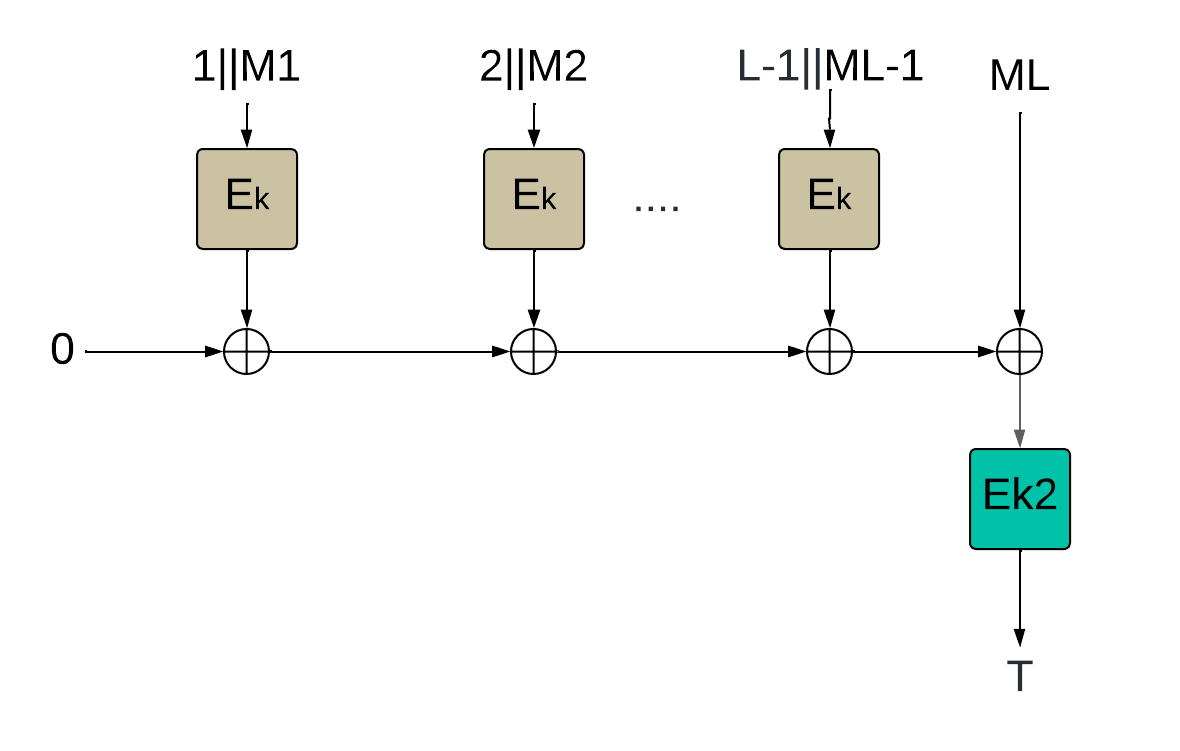 1||M1
2||M2
L-1||ML-1
ML
Ek
Ek
....
Ek
0
Ek2
T